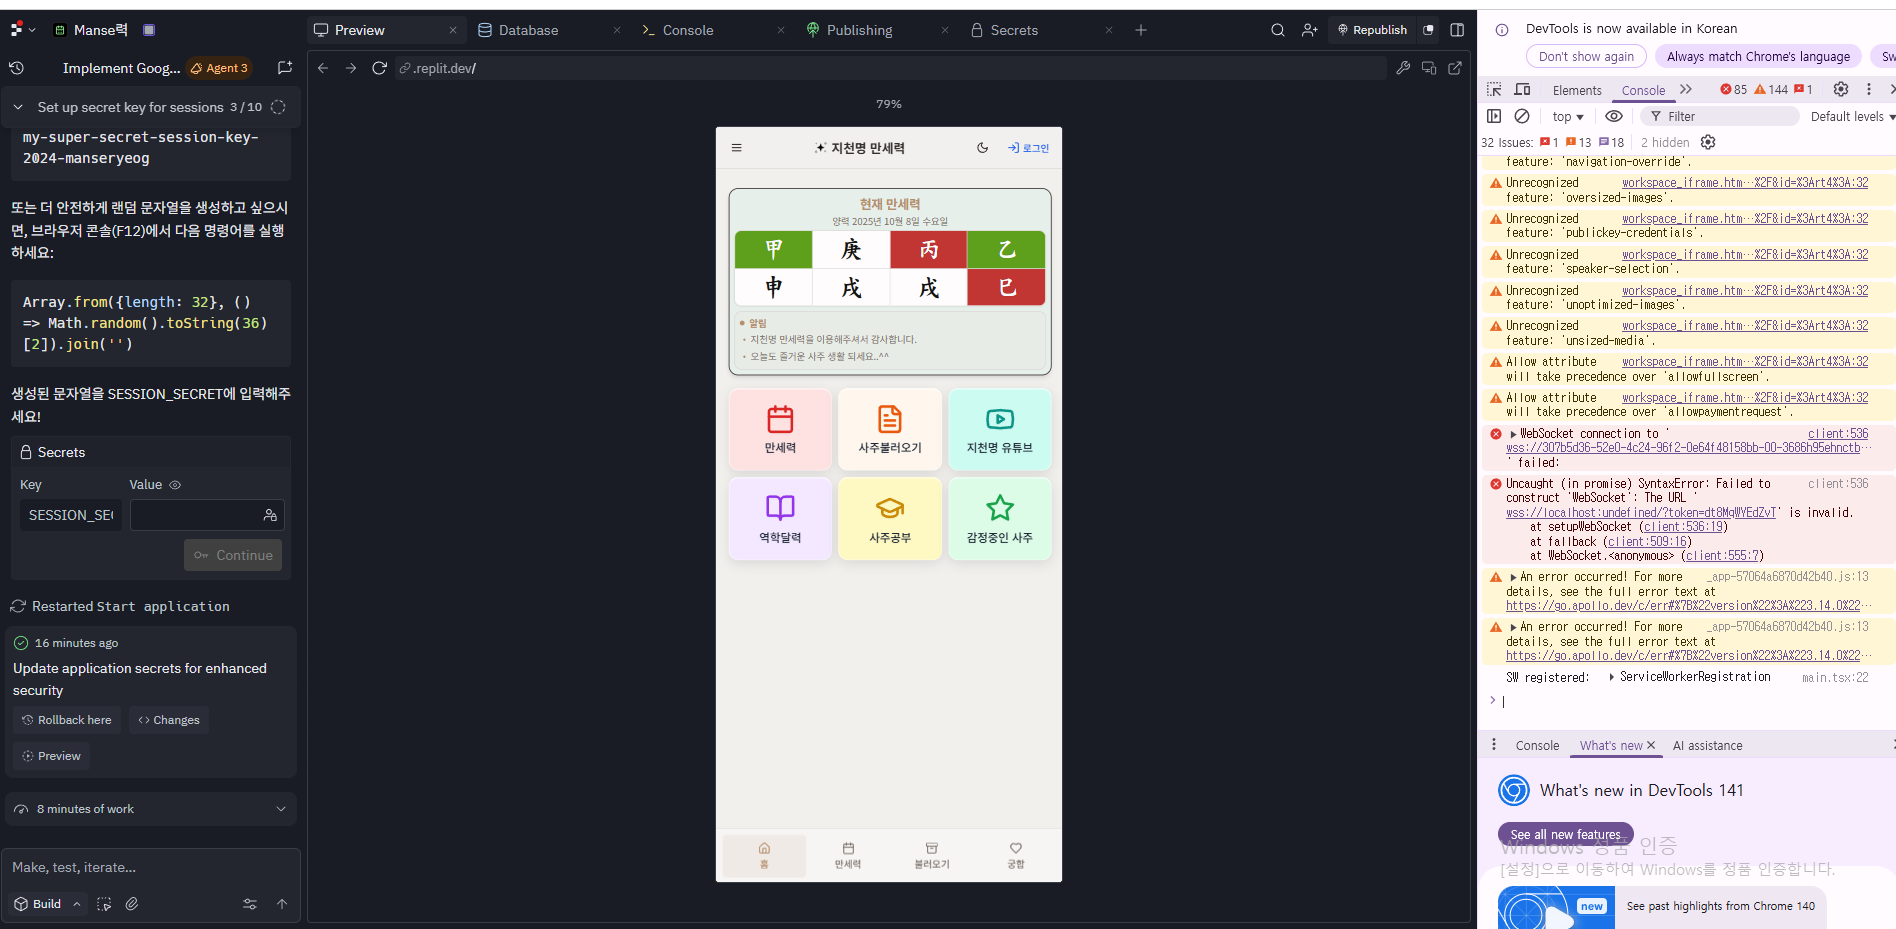 Manse력
Implement Goog...
Agent 3
Set up secret key for sessions
3 / 10
my-super-secret-session-key-
2024-manseryeog
또는 더 안전하게 랜덤 문자열을 생성하고 싶으시
면, 브라우저 콘솔(F12)에서 다음 명령어를 실행
하세요:
Array.from({length: 32}, ()
=> Math.random().toString(36)
[2]).join('')
생성된 문자열을 SESSION_SECRET에 입력해주
세요!
Secrets
Key
Value
SESSION_SE
Continue
Restarted Start application
16 minutes ago
Update application secrets for enhanced
security
Rollback here
Changes
Preview
8 minutes of work
Make, test, iterate...
Build
Preview
Database
Console
Publishing
Secrets
Republish
.replit.dev/
79%
지천명 만세력
로그인
현재 만세력
양력 2025년 10월 8일 수요일
甲 庚 丙 乙
申 戌 戌 巳
알림
• 지천명 만세력을 이용해주셔서 감사합니다.
• 오늘도 즐거운 사주 생활 되세요..^^
만세력
사주불러오기
지천명 유튜브
역학달력
사주공부
감정중인 사주
홈
만세력
불러오기
궁합
DevTools is now available in Korean
Don't show again
Always match Chrome's language
Sw
Elements
Console
85
144
1
top
Filter
Default levels
32 Issues:
1
13
18
2 hidden
feature: 'navigation-override'.
Unrecognized workspace_iframe.htm…%2F&id=%3Art4%3A:32
feature: 'oversized-images'.
Unrecognized workspace_iframe.htm…%2F&id=%3Art4%3A:32
feature: 'publickey-credentials'.
Unrecognized workspace_iframe.htm…%2F&id=%3Art4%3A:32
feature: 'speaker-selection'.
Unrecognized workspace_iframe.htm…%2F&id=%3Art4%3A:32
feature: 'unoptimized-images'.
Unrecognized workspace_iframe.htm…%2F&id=%3Art4%3A:32
feature: 'unsized-media'.
Allow attribute workspace_iframe.htm…%2F&id=%3Art4%3A:32
will take precedence over 'allowfullscreen'.
Allow attribute workspace_iframe.htm…%2F&id=%3Art4%3A:32
will take precedence over 'allowpaymentrequest'.
WebSocket connection to ' client:536
wss://307b5d36-52e0-4c24-96f2-0e64f48158bb-00-3686h95ehnctb…
' failed:
Uncaught (in promise) SyntaxError: Failed to client:536
construct 'WebSocket': The URL '
wss://localhost:undefined/?token=dt8MqWYEdZvT' is invalid.
at setupWebSocket (client:536:19)
at fallback (client:509:16)
at WebSocket.<anonymous> (client:555:7)
An error occurred! For more _app-57064a6870d42b40.js:13
details, see the full error text at
https://go.apollo.dev/c/err#%7B%22version%22%3A%223.14.0%22…
An error occurred! For more _app-57064a6870d42b40.js:13
details, see the full error text at
https://go.apollo.dev/c/err#%7B%22version%22%3A%223.14.0%22…
SW registered: ServiceWorkerRegistration main.tsx:22
Console
What's new
AI assistance
What's new in DevTools 141
See all new features
Windows 정품 인증
[설정]으로 이동하여 Windows를 정품 인증합니다.
new
See past highlights from Chrome 140